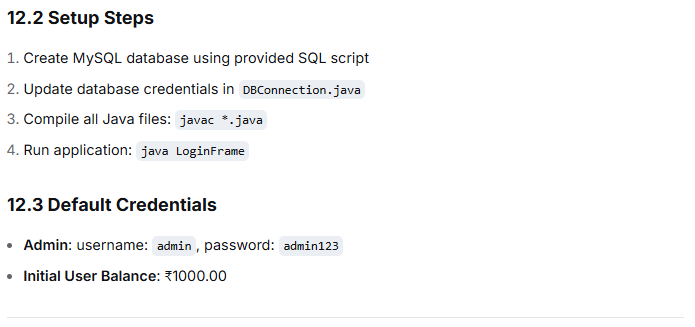 12.2 Setup Steps
1. Create MySQL database using provided SQL script
2. Update database credentials in DBConnection.java
3. Compile all Java files: javac *.java
4. Run application: java LoginFrame
12.3 Default Credentials
• Admin: username: admin, password: admin123
• Initial User Balance: ₹1000.00